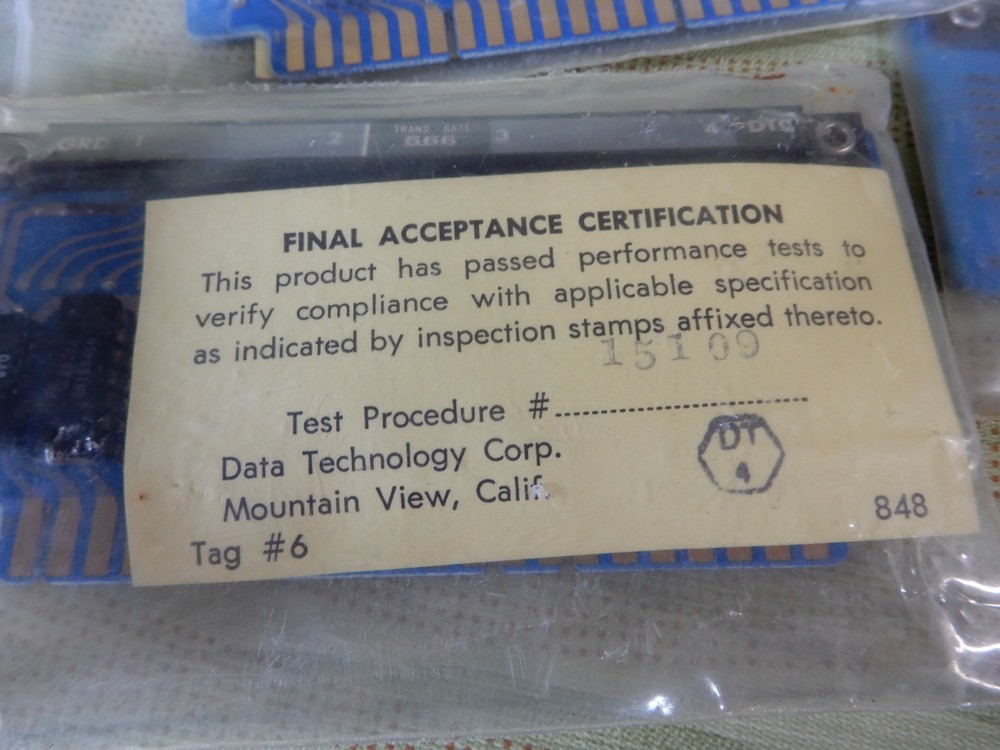 GRD 2 TRANS GATE 3 4 DTC
566
FINAL ACCEPTANCE CERTIFICATION
This product has passed performance tests to
verify compliance with applicable specification
as indicated by inspection stamps affixed thereto.
15109
Test Procedure #
Data Technology Corp.
DT
4
Mountain View, Calif.
848
Tag #6